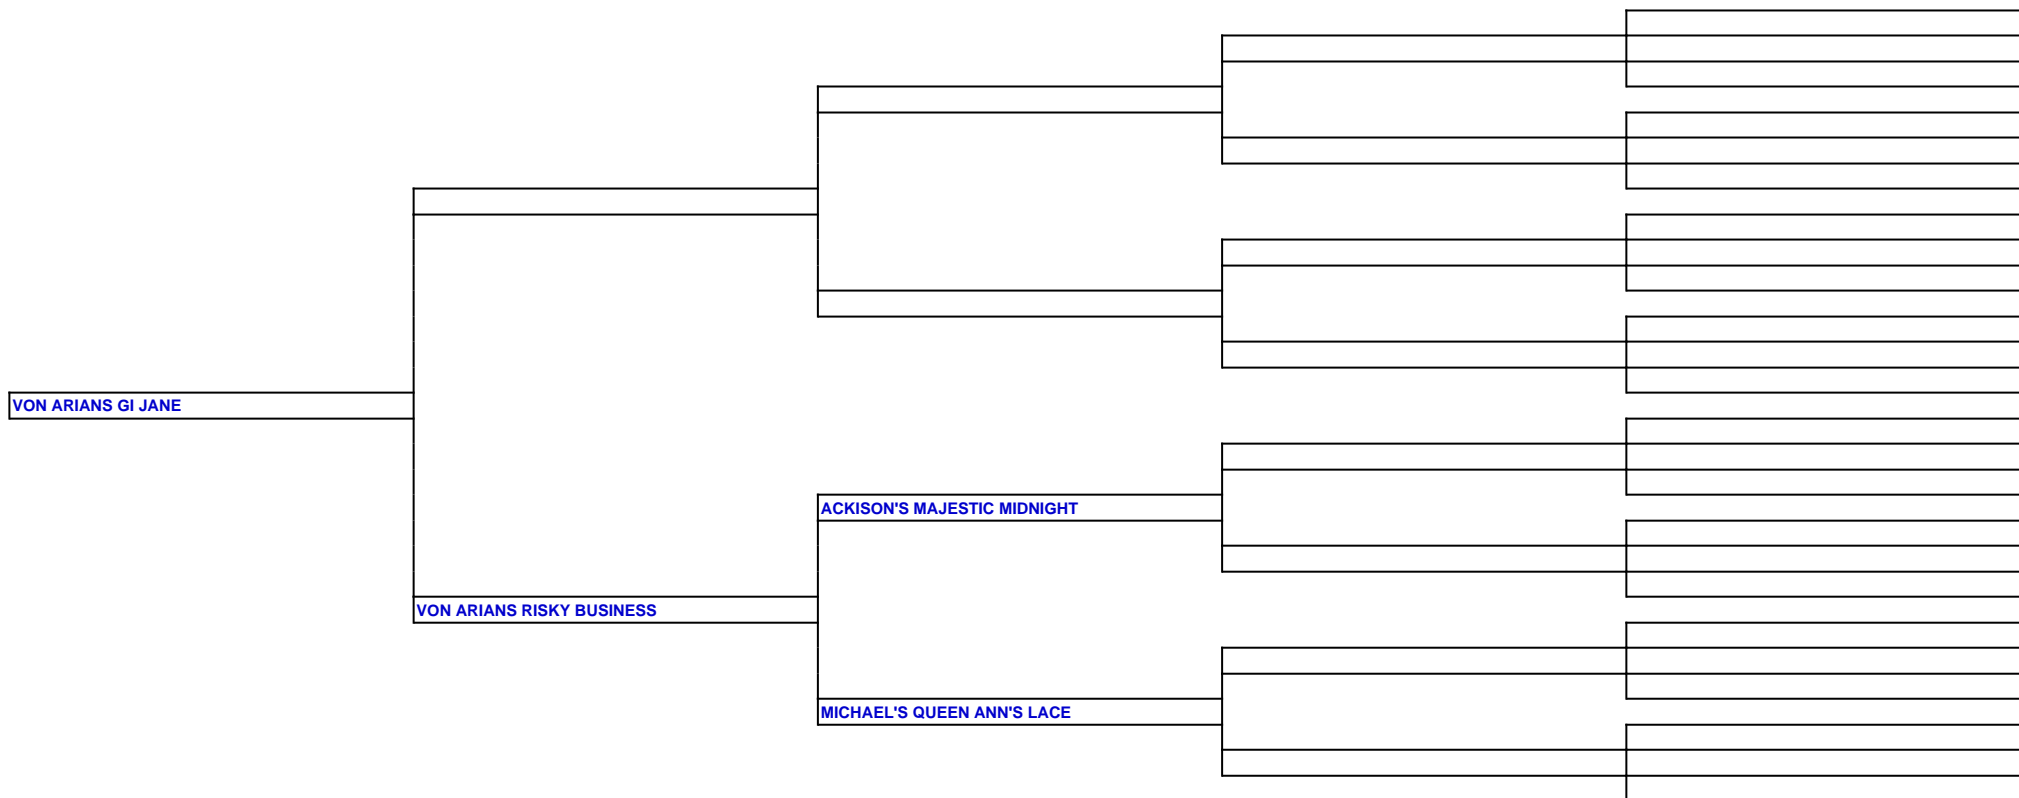 VON ARIANS GI JANE
ACKISON'S MAJESTIC MIDNIGHT
VON ARIANS RISKY BUSINESS
MICHAEL'S QUEEN ANN'S LACE